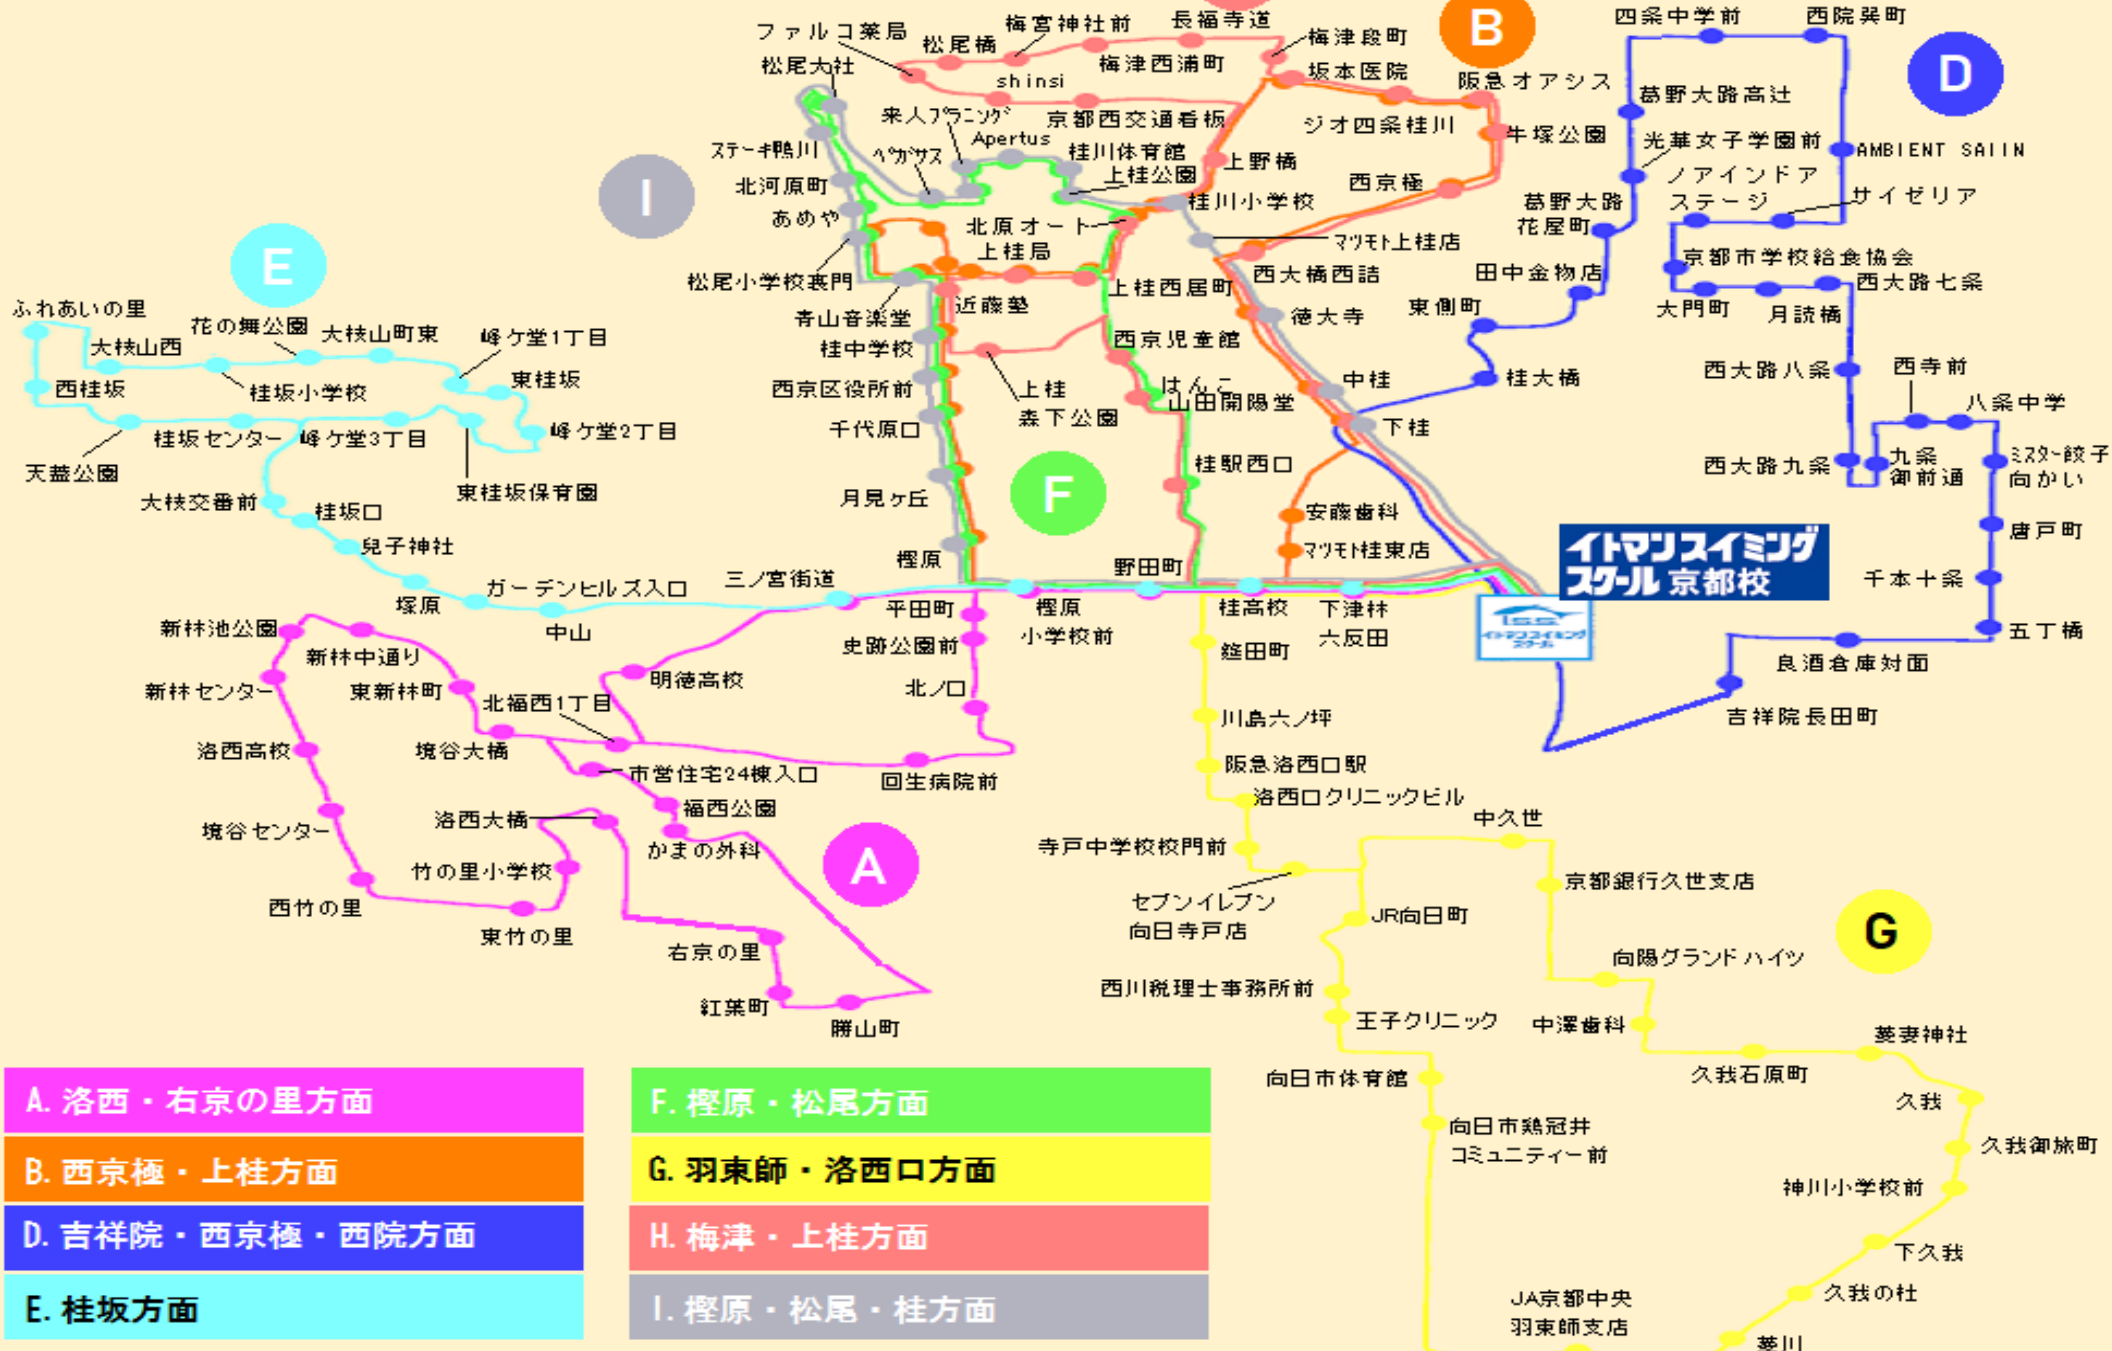 四条中学前
西院巽町
ファルコ薬局
松尾橋
梅宮神社前
長福寺道
梅津段町
B
D
松尾大社
shinsi
梅津西浦町
坂本医院
阪急オアシス
葛野大路高辻
来人プラニング
京都西交通看板
ジオ四条桂川
牛塚公園
光華女子学園前
AMBIENT SAIIN
ステーキ鴨川
ペガサス
Apertus
桂川体育館
上野橋
ノアインドア
ステージ
サイゼリア
I
北河原町
上桂公園
西京極
葛野大路
花屋町
あめや
北原オート
桂川小学校
上桂局
マツモト上桂店
京都市学校給食協会
E
松尾小学校裏門
上桂西居町
西大橋西詰
田中金物店
西大路七条
ふれあいの里
花の舞公園
大枝山町東
峰ケ堂1丁目
青山音楽堂
近藤塾
徳大寺
東側町
大門町
月読橋
大枝山西
桂中学校
西京児童館
西桂坂
桂坂小学校
東桂坂
西京区役所前
上桂
森下公園
はんこ
山田開陽堂
中桂
桂大橋
西大路八条
西寺前
八条中学
桂坂センター
峰ケ堂3丁目
峰ケ堂2丁目
千代原口
下桂
天蓋公園
東桂坂保育園
F
桂駅西口
西大路九条
九条
御前通
ミスター餃子
向かい
大枝交番前
桂坂口
月見ヶ丘
安藤歯科
唐戸町
兒子神社
樫原
野田町
マツモト桂東店
イトマンスイミング
スクール 京都校
千本十条
塚原
ガーデンヒルズ入口
三ノ宮街道
平田町
樫原
小学校前
桂高校
下津林
六反田
イトマンスイミング
スクール
五丁橋
新林池公園
中山
史跡公園前
筵田町
良酒倉庫対面
新林中通り
新林センター
東新林町
明徳高校
北ノ口
北福西1丁目
川島六ノ坪
吉祥院長田町
洛西高校
境谷大橋
市営住宅24棟入口
回生病院前
阪急洛西口駅
境谷センター
洛西大橋
福西公園
洛西口クリニックビル
中久世
かまの外科
A
寺戸中学校校門前
竹の里小学校
京都銀行久世支店
西竹の里
東竹の里
セブンイレブン
向日寺戸店
JR向日町
G
右京の里
向陽グランドハイツ
紅葉町
勝山町
西川税理士事務所前
王子クリニック
中澤歯科
菱妻神社
向日市体育館
久我石原町
久我
A. 洛西・右京の里方面
F. 樫原・松尾方面
向日市鶏冠井
コミュニティー前
久我御旅町
B. 西京極・上桂方面
G. 羽東師・洛西口方面
神川小学校前
D. 吉祥院・西京極・西院方面
H. 梅津・上桂方面
下久我
E. 桂坂方面
I. 樫原・松尾・桂方面
JA京都中央
羽東師支店
久我の杜
菱川